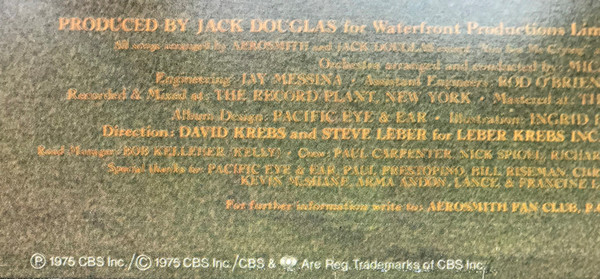 PRODUCED BY JACK DOUGLAS for Waterfront Productions Lim
All songs arranged by AEROSMITH and JACK DOUGLAS
Orchestra arranged and conducted by MIC
Engineering: JAY MESSINA • Assistant Engineer: ROD O'BRIEN
Recorded & Mixed at: THE RECORD PLANT, NEW YORK • Mastered at: TH
Album Design: PACIFIC EYE & EAR • Illustration: INGRID
Direction: DAVID KREBS and STEVE LEBER for LEBER KREBS INC
Road Manager: BOB KELLEHER "KELLY" Crew: PAUL CARPENTER, NICK SPIGEL, RICHAR
Special thanks to: PACIFIC EYE & EAR, PAUL PRESTOPINO, BILL RISEMAN, CHR
KEVIN McSHANE, ARMA ANDON, LANCE & FRANCINE
For further information write to: AEROSMITH FAN CLUB, P.O
Ⓟ 1975 CBS Inc./Ⓒ 1975 CBS Inc./CBS & Are Reg. Trademarks of CBS Inc.